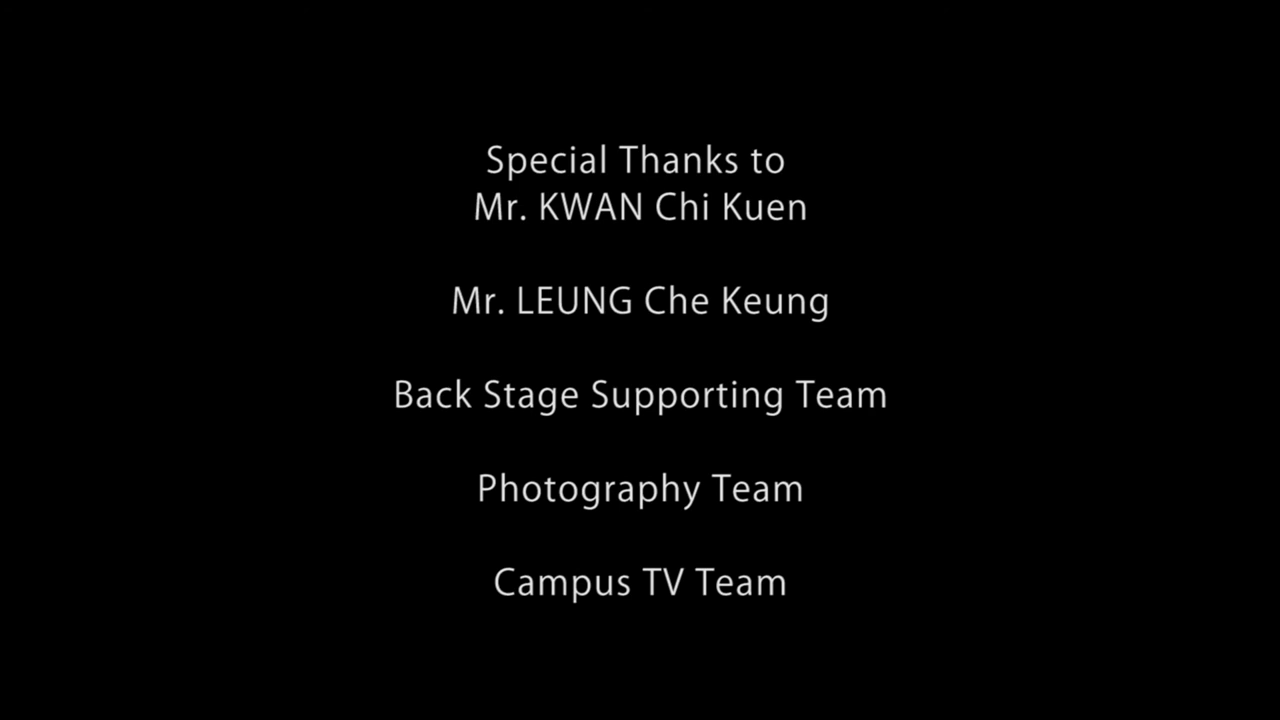 Special Thanks to
Mr. KWAN Chi Kuen
Mr. LEUNG Che Keung
Back Stage Supporting Team
Photography Team
Campus TV Team